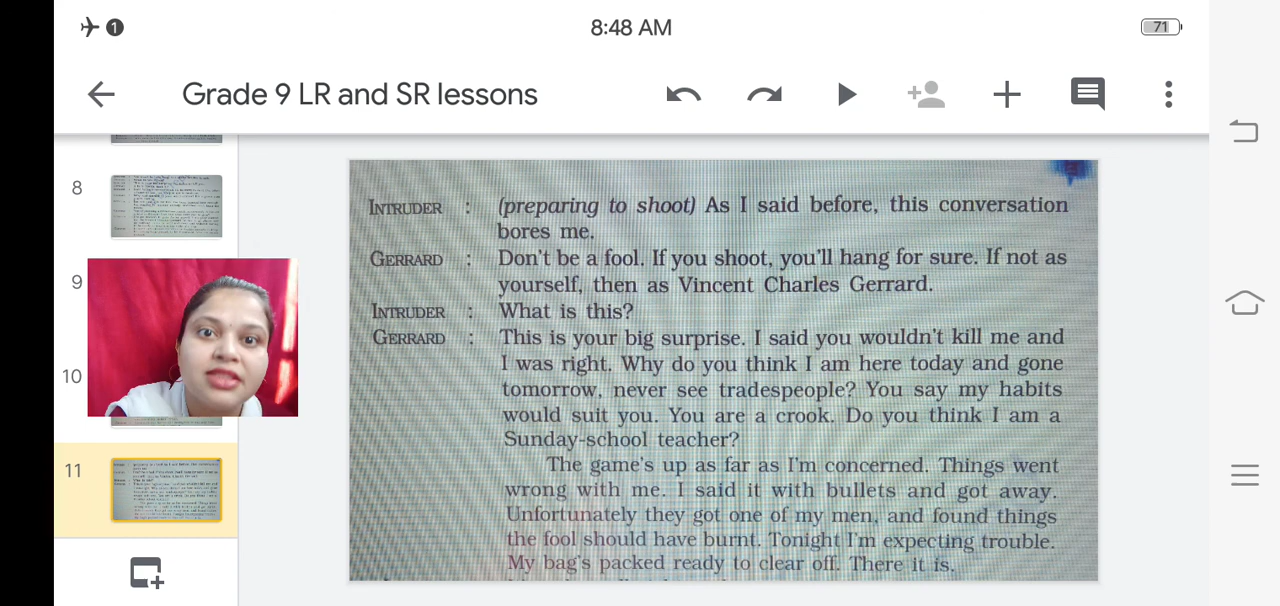 1
8:48 AM
71
Grade 9 LR and SR lessons
8
9
10
11
INTRUDER : (preparing to shoot) As I said before, this conversation
bores me.
GERRARD : Don't be a fool. If you shoot, you'll hang for sure. If not as
yourself, then as Vincent Charles Gerrard.
INTRUDER : What is this?
GERRARD : This is your big surprise. I said you wouldn't kill me and
I was right. Why do you think I am here today and gone
tomorrow, never see tradespeople? You say my habits
would suit you. You are a crook. Do you think I am a
Sunday-school teacher?
The game's up as far as I'm concerned. Things went
wrong with me. I said it with bullets and got away.
Unfortunately they got one of my men, and found things
the fool should have burnt. Tonight I'm expecting trouble.
My bag's packed ready to clear off. There it is.